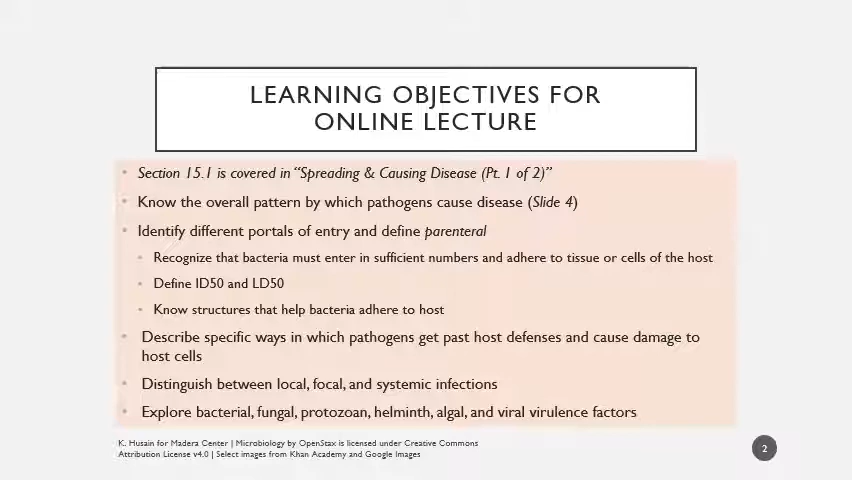 LEARNING OBJECTIVES FOR
ONLINE LECTURE
• Section 15.1 is covered in “Spreading & Causing Disease (Pt. 1 of 2)”
• Know the overall pattern by which pathogens cause disease (Slide 4)
• Identify different portals of entry and define parenteral
• Recognize that bacteria must enter in sufficient numbers and adhere to tissue or cells of the host
• Define ID50 and LD50
• Know structures that help bacteria adhere to host
• Describe specific ways in which pathogens get past host defenses and cause damage to
host cells
• Distinguish between local, focal, and systemic infections
• Explore bacterial, fungal, protozoan, helminth, algal, and viral virulence factors
K. Husain for Madera Center | Microbiology by OpenStax is licensed under Creative Commons
Attribution License v4.0 | Select images from Khan Academy and Google Images
2